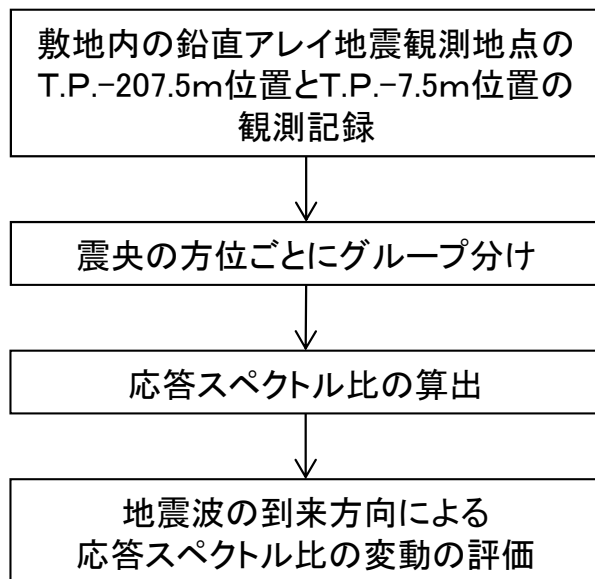 敷地内の鉛直アレイ地震観測地点の
T.P.-207.5m位置とT.P.-7.5m位置の
観測記録
震央の方位ごとにグループ分け
応答スペクトル比の算出
地震波の到来方向による
応答スペクトル比の変動の評価